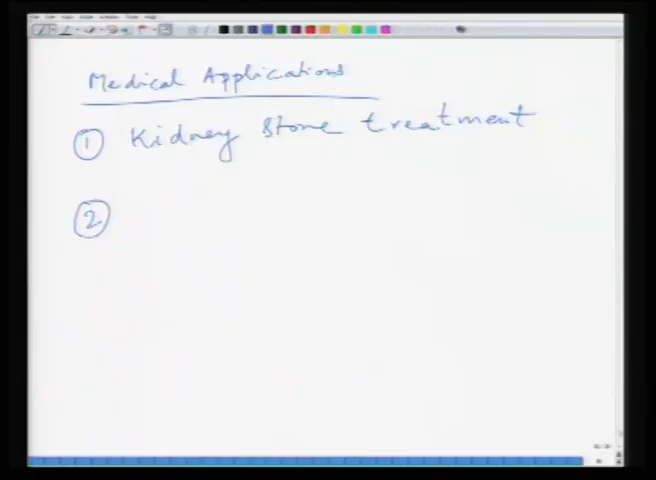 Medical Applications
① Kidney stone treatment
②